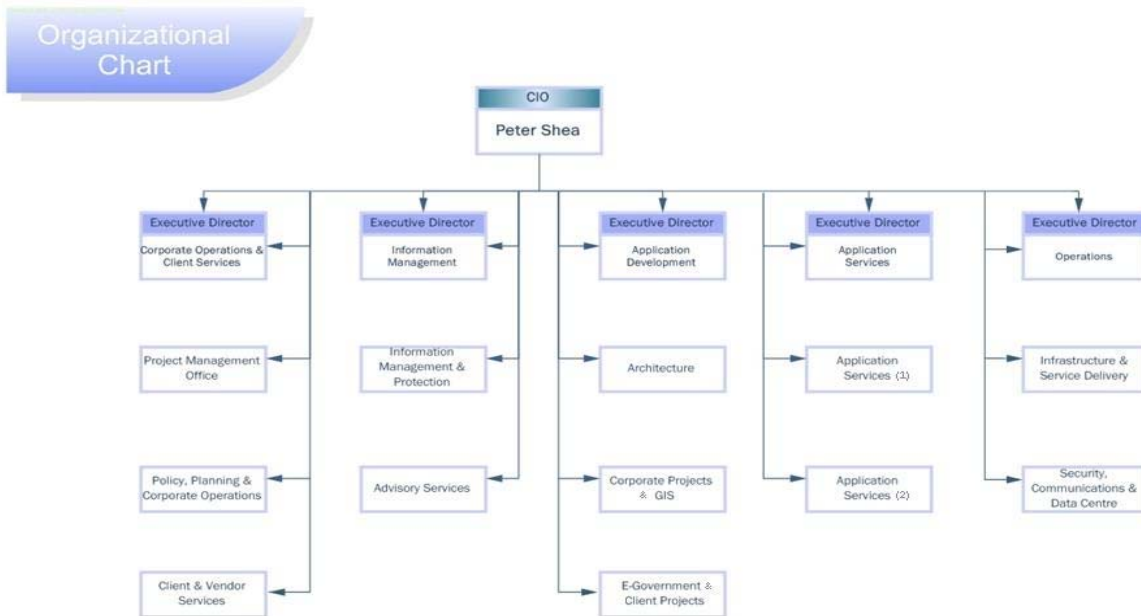 Organizational
Chart
CIO
Peter Shea
Executive Director
Corporate Operations &
Client Services
Executive Director
Information
Management
Executive Director
Application
Development
Executive Director
Application
Services
Executive Director
Operations
Project Management
Office
Information
Management &
Protection
Architecture
Application
Services (1)
Infrastructure &
Service Delivery
Policy, Planning &
Corporate Operations
Advisory Services
Corporate Projects
& GIS
Application
Services (2)
Security,
Communications &
Data Centre
Client & Vendor
Services
E-Government &
Client Projects